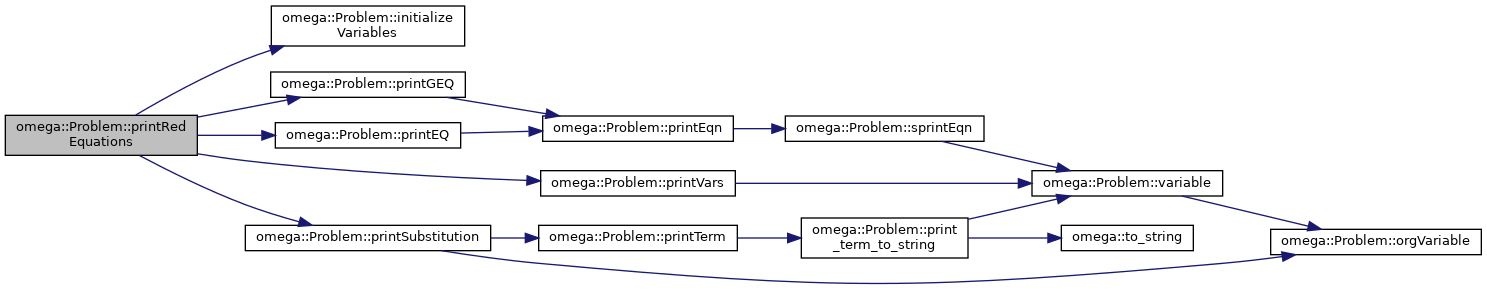 omega::Problem::printRed
Equations
omega::Problem::initialize
Variables
omega::Problem::printGEQ
omega::Problem::printEQ
omega::Problem::printEqn
omega::Problem::sprintEqn
omega::Problem::printVars
omega::Problem::variable
omega::Problem::printSubstitution
omega::Problem::printTerm
omega::Problem::print
_term_to_string
omega::to_string
omega::Problem::orgVariable